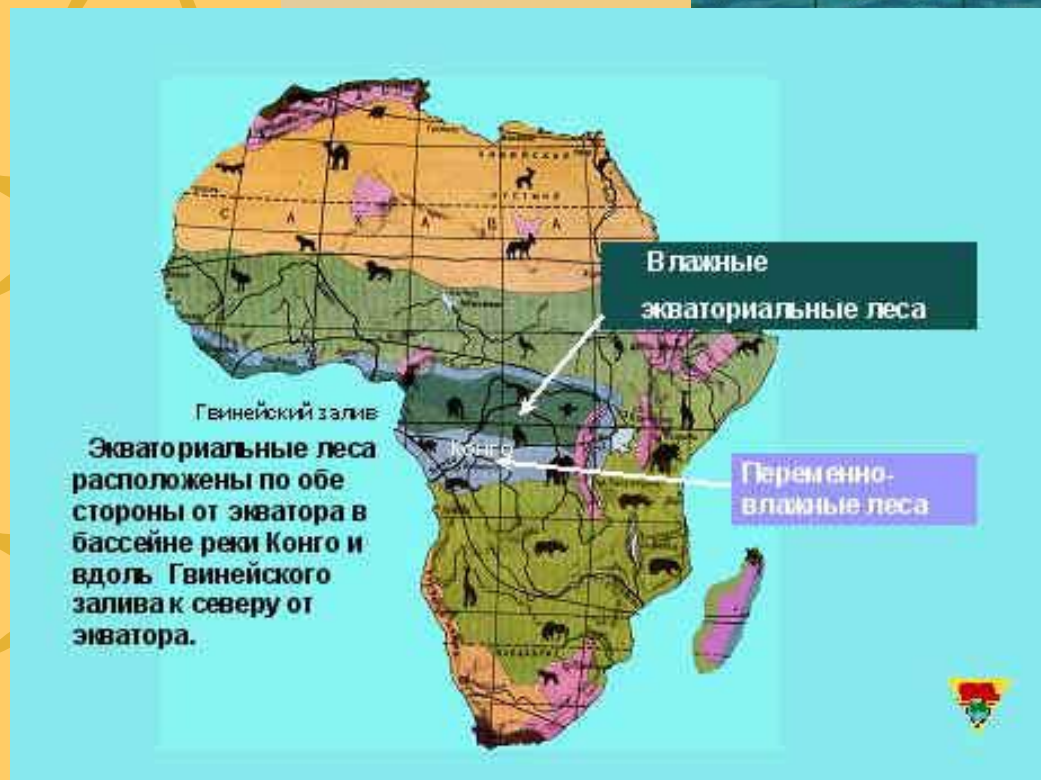 Влажные
экваториальные леса
Гвинейский залив
Экваториальные леса
расположены по обе
стороны от экватора в
бассейне реки Конго и
вдоль Гвинейского
залива к северу от
экватора.
Конго
Переменно-
влажные леса
С А Х А Р А